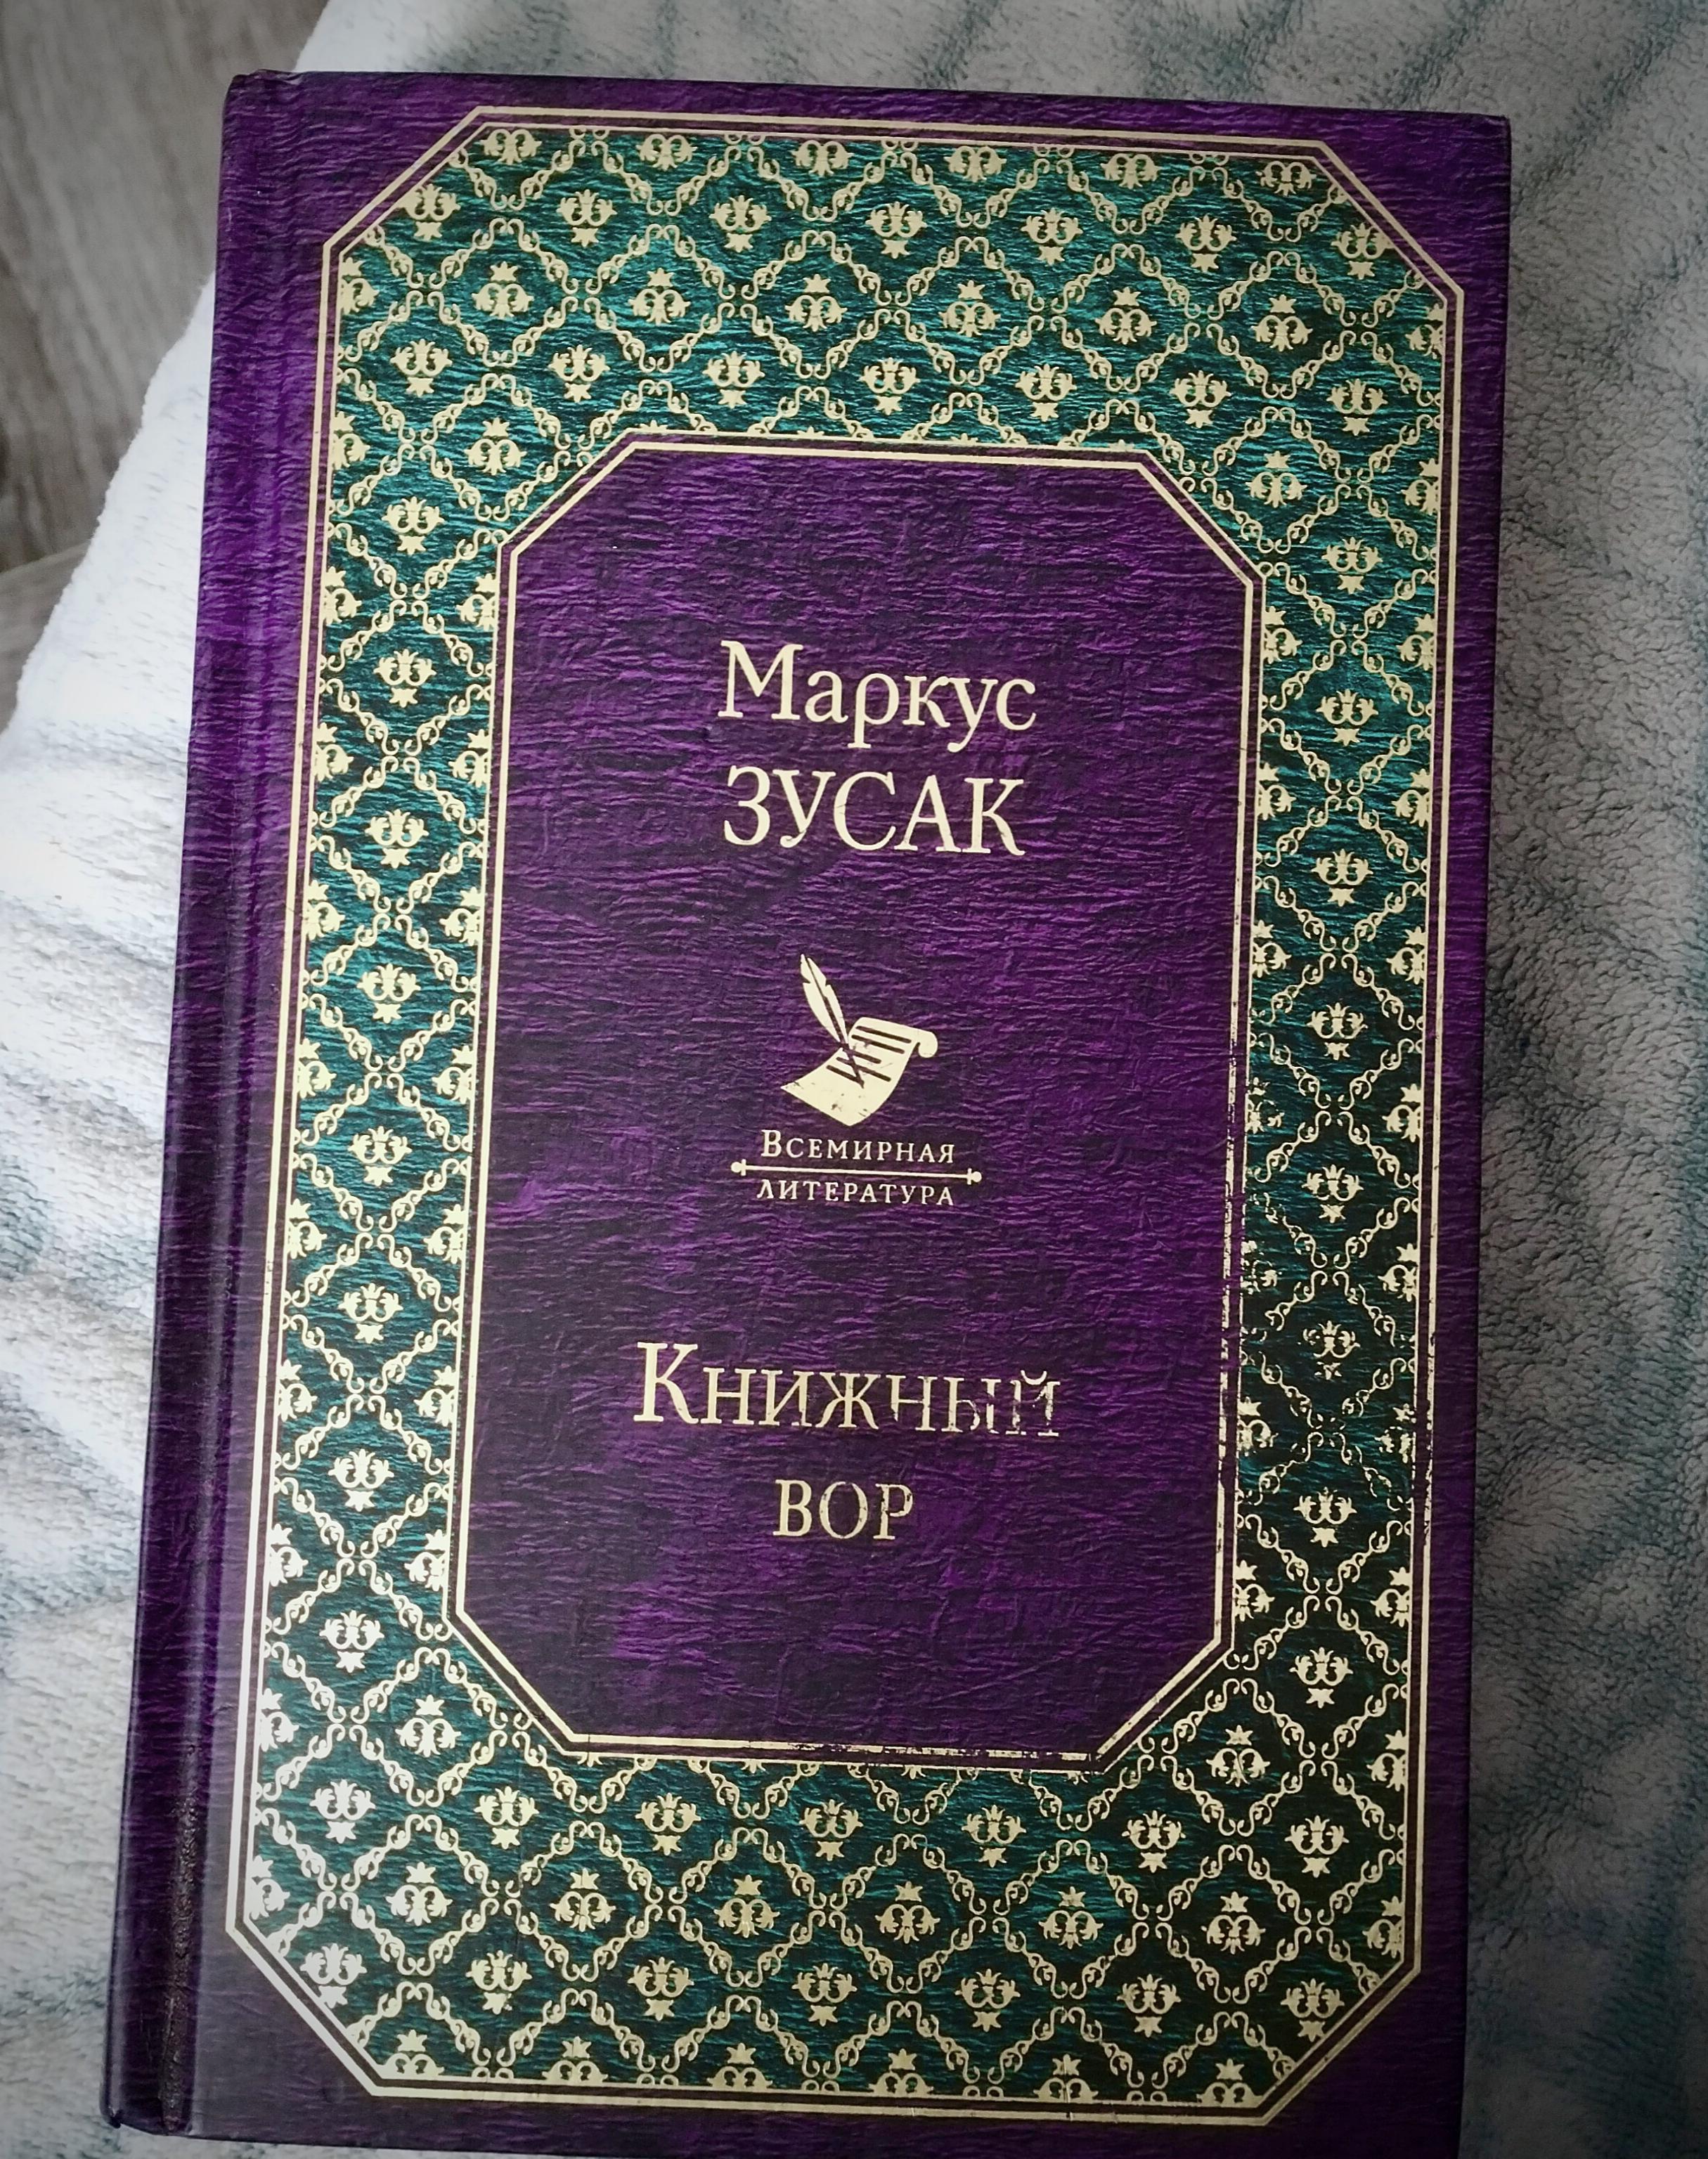 Маркус
ЗУСАК
Всемирная
литература
Книжный
вор